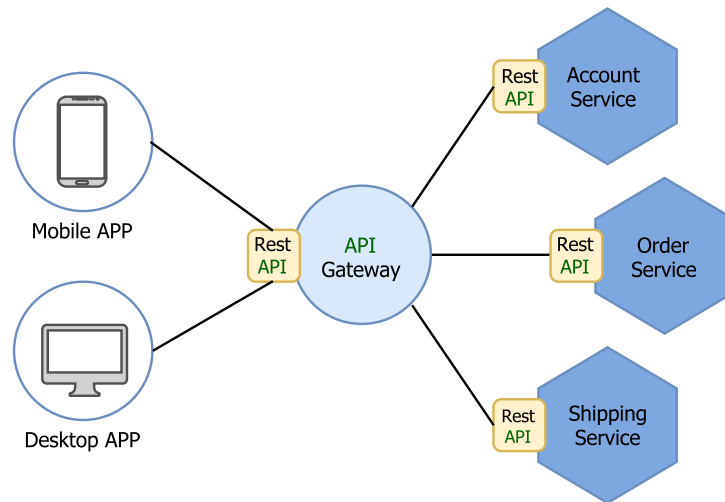 Mobile APP
Desktop APP
Rest
API
API
Gateway
Rest
API
Account
Service
Rest
API
Order
Service
Rest
API
Shipping
Service